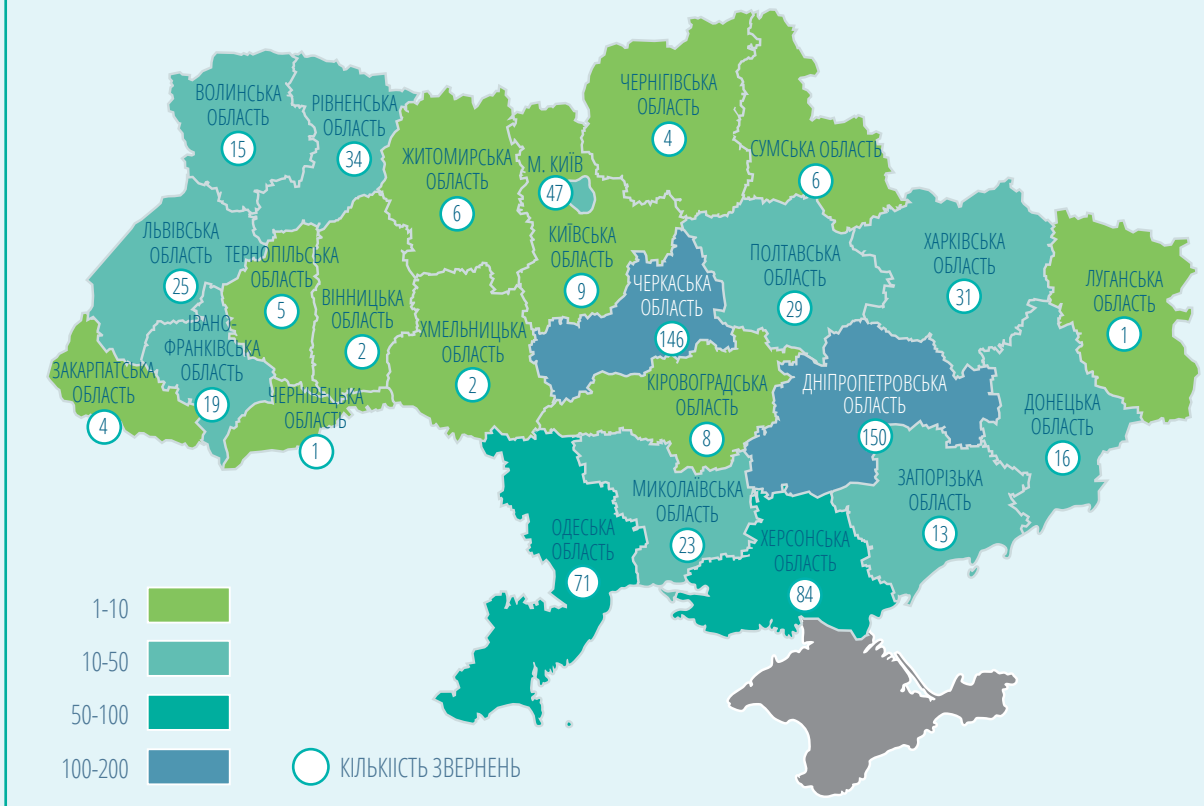 ВОЛИНСЬКА
ОБЛАСТЬ
15
РІВНЕНСЬКА
ОБЛАСТЬ
34
ЖИТОМИРСЬКА
ОБЛАСТЬ
6
М. КИЇВ
47
ЧЕРНІГІВСЬКА
ОБЛАСТЬ
4
СУМСЬКА ОБЛАСТЬ
6
ЛЬВІВСЬКА
ОБЛАСТЬ
25
ТЕРНОПІЛЬСЬКА
ОБЛАСТЬ
5
ВІННИЦЬКА
ОБЛАСТЬ
2
ХМЕЛЬНИЦЬКА
ОБЛАСТЬ
2
КИЇВСЬКА
ОБЛАСТЬ
9
ЧЕРКАСЬКА
ОБЛАСТЬ
146
ПОЛТАВСЬКА
ОБЛАСТЬ
29
ХАРКІВСЬКА
ОБЛАСТЬ
31
ЛУГАНСЬКА
ОБЛАСТЬ
1
ІВАНО-
ФРАНКІВСЬКА
ОБЛАСТЬ
19
ЗАКАРПАТСЬКА
ОБЛАСТЬ
4
ЧЕРНІВЕЦЬКА
ОБЛАСТЬ
1
КІРОВОГРАДСЬКА
ОБЛАСТЬ
8
ДНІПРОПЕТРОВСЬКА
ОБЛАСТЬ
150
ДОНЕЦЬКА
ОБЛАСТЬ
16
ЗАПОРІЗЬКА
ОБЛАСТЬ
13
МИКОЛАЇВСЬКА
ОБЛАСТЬ
23
ОДЕСЬКА
ОБЛАСТЬ
71
ХЕРСОНСЬКА
ОБЛАСТЬ
84
1-10
10-50
50-100
100-200
КІЛЬКІІСТЬ ЗВЕРНЕНЬ